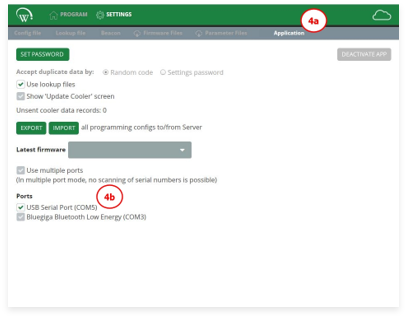 W PROGRAM SETTINGS
4a
Config file Lookup file Beacon Firmware Files Parameter Files Application
SET PASSWORD DEACTIVATE APP
Accept duplicate data by: Random code Settings password
Use lookup files
Show 'Update Cooler' screen
Unsent cooler data records: 0
EXPORT IMPORT all programming configs to/from Server
Latest firmware
Use multiple ports
(In multiple port mode, no scanning of serial numbers is possible)
Ports
4b
USB Serial Port (COM5)
Bluegiga Bluetooth Low Energy (COM3)